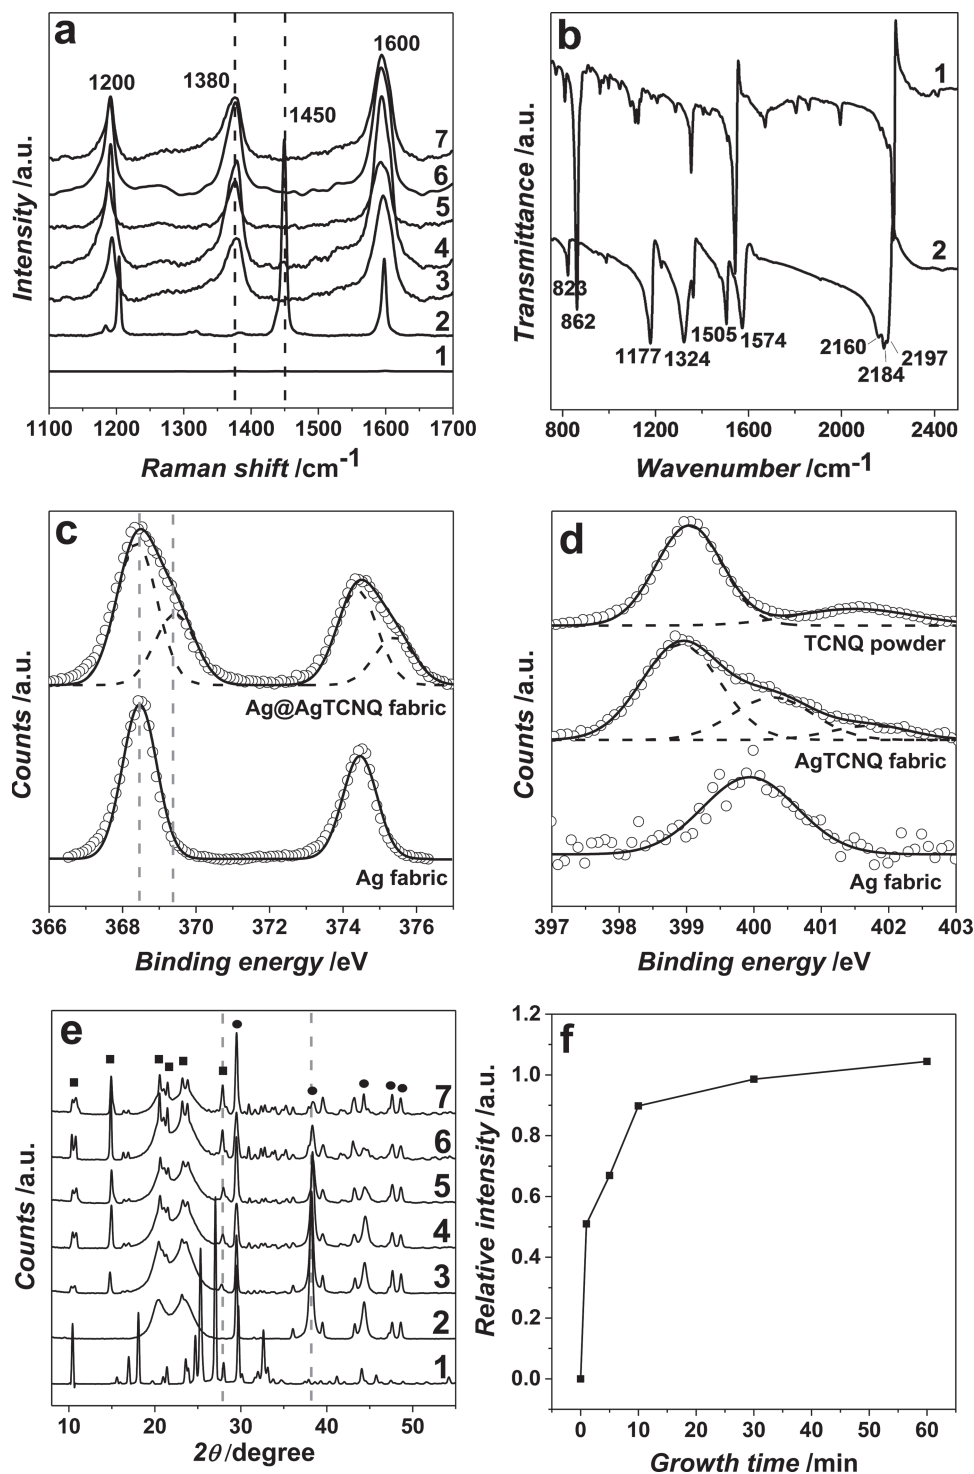 a
1200
1380
1450
1600
7
6
5
4
3
2
1
Intensity /a.u.
1100 1200 1300 1400 1500 1600 1700
Raman shift /cm-1
b
1
2
823
862
1177
1324
1505
1574
2160
2184
2197
Transmittance /a.u.
800 1200 1600 2000 2400
Wavenumber /cm-1
c
Ag@AgTCNQ fabric
Ag fabric
Counts /a.u.
366 368 370 372 374 376
Binding energy /eV
d
TCNQ powder
AgTCNQ fabric
Ag fabric
Counts /a.u.
397 398 399 400 401 402 403
Binding energy /eV
e
7
6
5
4
3
2
1
Counts /a.u.
10 20 30 40 50
2θ /degree
f
1.2
1.0
0.8
0.6
0.4
0.2
0.0
Relative intensity /a.u.
0 10 20 30 40 50 60
Growth time /min